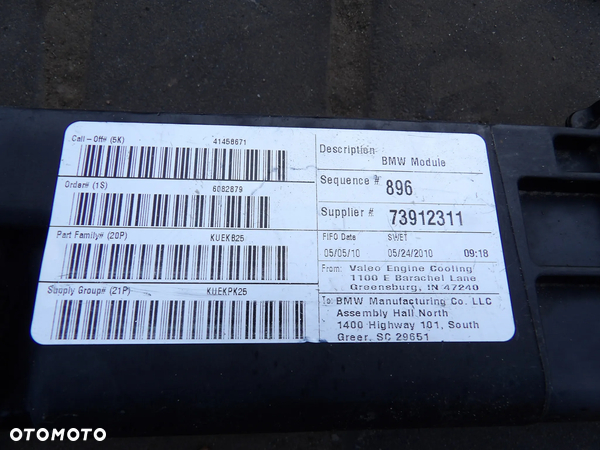 Call-Off# (5K) 41458671
Order# (1S) 6082879
Part Family# (20P) KUEKB25
Supply Group# (21P) KUEKPK25
Description
BMW Module
Sequence # 896
Supplier # 73912311
FIFO Date SWET
05/05/10 05/24/2010 09:18
From: Valeo Engine Cooling
1100 E Barachel Lane
Greensburg, IN 47240
To: BMW Manufacturing Co. LLC
Assembly Hall North
1400 Highway 101, South
Greer, SC 29651
OTOMOTO